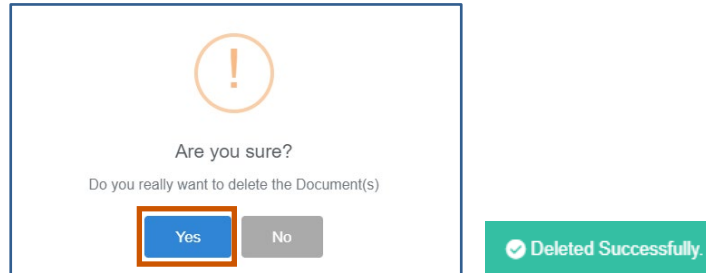 !
Are you sure?
Do you really want to delete the Document(s)
Yes No
Deleted Successfully.